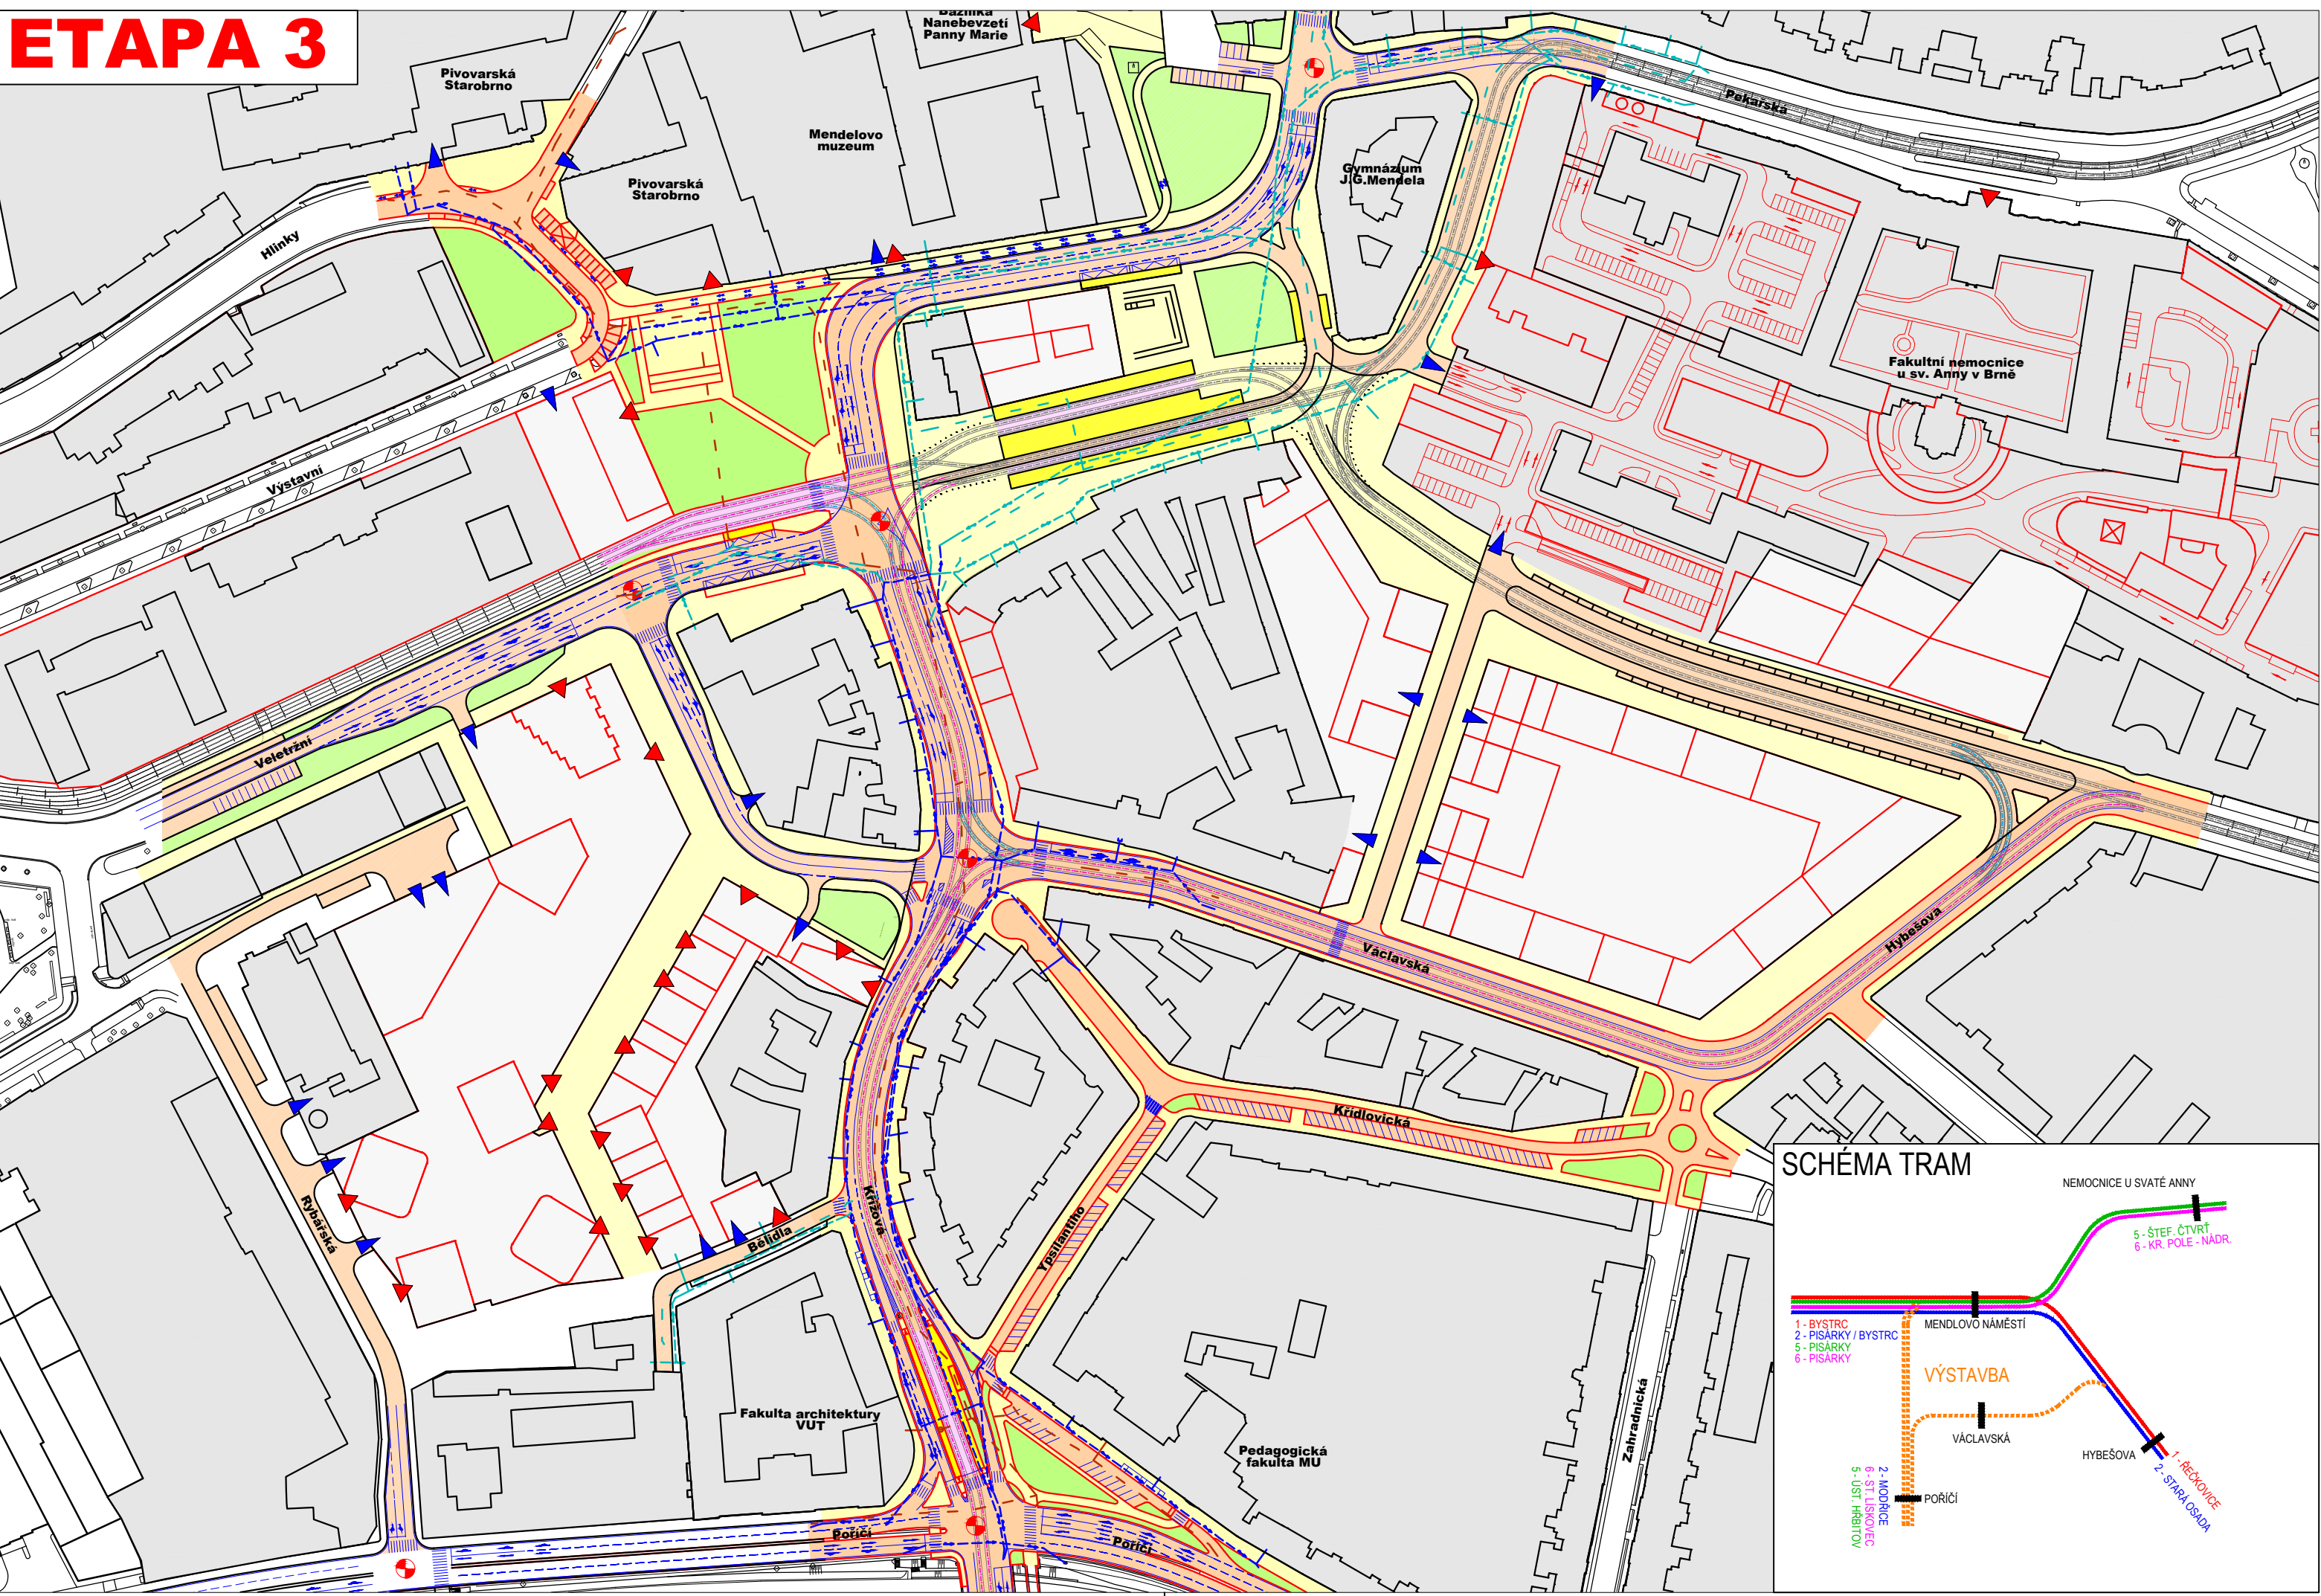 ETAPA 3
Bazilika
Nanebevzetí
Panny Marie
Pivovarská
Starobrno
Pekařská
Mendelovo
muzeum
Gymnázium
J.G.Mendela
Pivovarská
Starobrno
Hlinky
Fakultní nemocnice
u sv. Anny v Brně
Výstavní
Veletržní
Hybešova
Václavská
Křídlovická
Křížová
Rybářská
Bělidla
Ypsilantiho
Zahradnická
Fakulta architektury
VUT
Pedagogická
fakulta MU
Poříčí
Poříčí
SCHÉMA TRAM
NEMOCNICE U SVATÉ ANNY
5 - ŠTEF. ČTVRŤ
6 - KR. POLE - NÁDR.
1 - BYSTRC
2 - PISÁRKY / BYSTRC
5 - PISÁRKY
6 - PISÁRKY
MENDLOVO NÁMĚSTÍ
VÝSTAVBA
VÁCLAVSKÁ
HYBEŠOVA
1 - ŘEČKOVICE
2 - STARÁ OSADA
PORÍČÍ
2 - MODŘICE
6 - ST. LÍSKOVEC
5 - ÚST. HŘBITOV